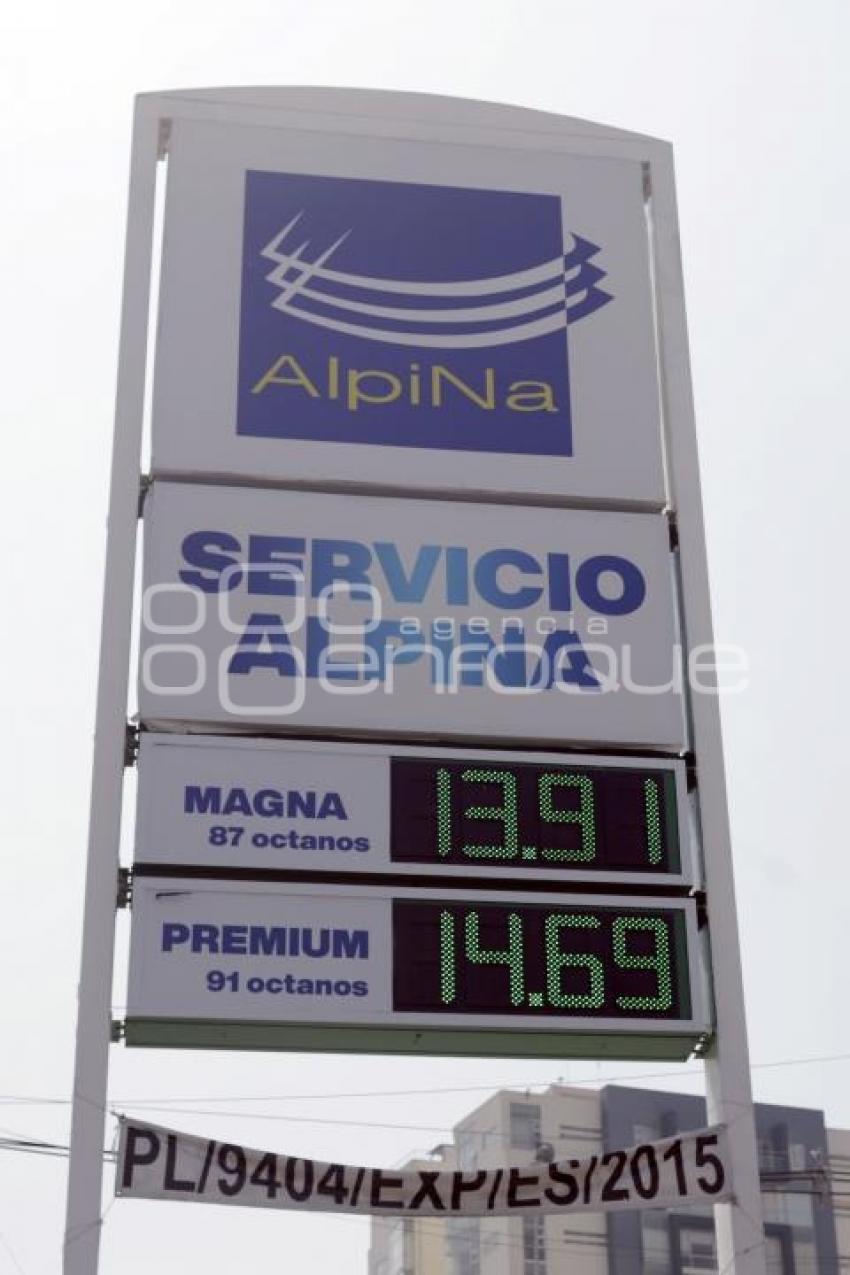 AlpiNa
SERVICIO
ALPINA
agencia
enfoque
MAGNA
87 octanos
13.91
PREMIUM
91 octanos
14.69
PL/9404/EXP/ES/2015